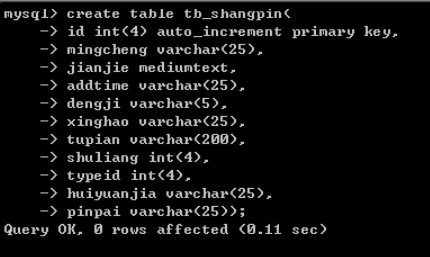 mysql> create table tb_shangpin(
    -> id int(4) auto_increment primary key,
    -> mingcheng varchar(25),
    -> jianjie mediumtext,
    -> addtime varchar(25),
    -> dengji varchar(5),
    -> xinghao varchar(25),
    -> tupian varchar(200),
    -> shuliang int(4),
    -> typeid int(4),
    -> huiyuanjia varchar(25),
    -> pinpai varchar(25));
Query OK, 0 rows affected (0.11 sec)